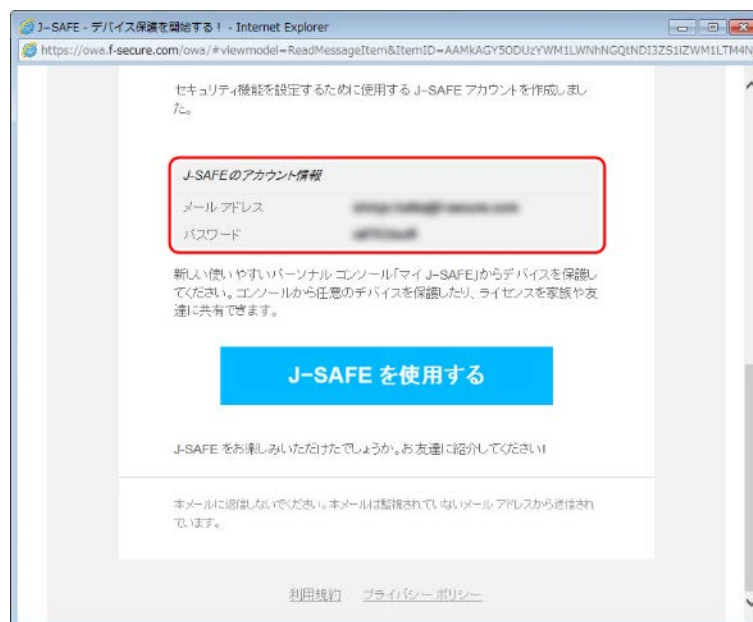 J-SAFE - デバイス保護を開始する！ - Internet Explorer
https://owa.f-secure.com/owa/#viewmodel=ReadMessageItem&ItemID=AAMkAGY5ODUzYWM1LWNhNGQtNDI3ZS1iZWM1LTM4N
セキュリティ機能を設定するために使用する J-SAFE アカウントを作成しまし
た。
J-SAFEのアカウント情報
メール アドレス
パスワード
新しい使いやすいパーソナル コンソール「マイ J-SAFE」からデバイスを保護し
てください。コンソールから任意のデバイスを保護したり、ライセンスを家族や友
達に共有できます。
J-SAFE を使用する
J-SAFE をお楽しみいただけたでしょうか。お友達に紹介してください!
本メールに返信しないでください。本メールは監視されていないメール アドレスから送信され
ています。
利用規約 プライバシー ポリシー